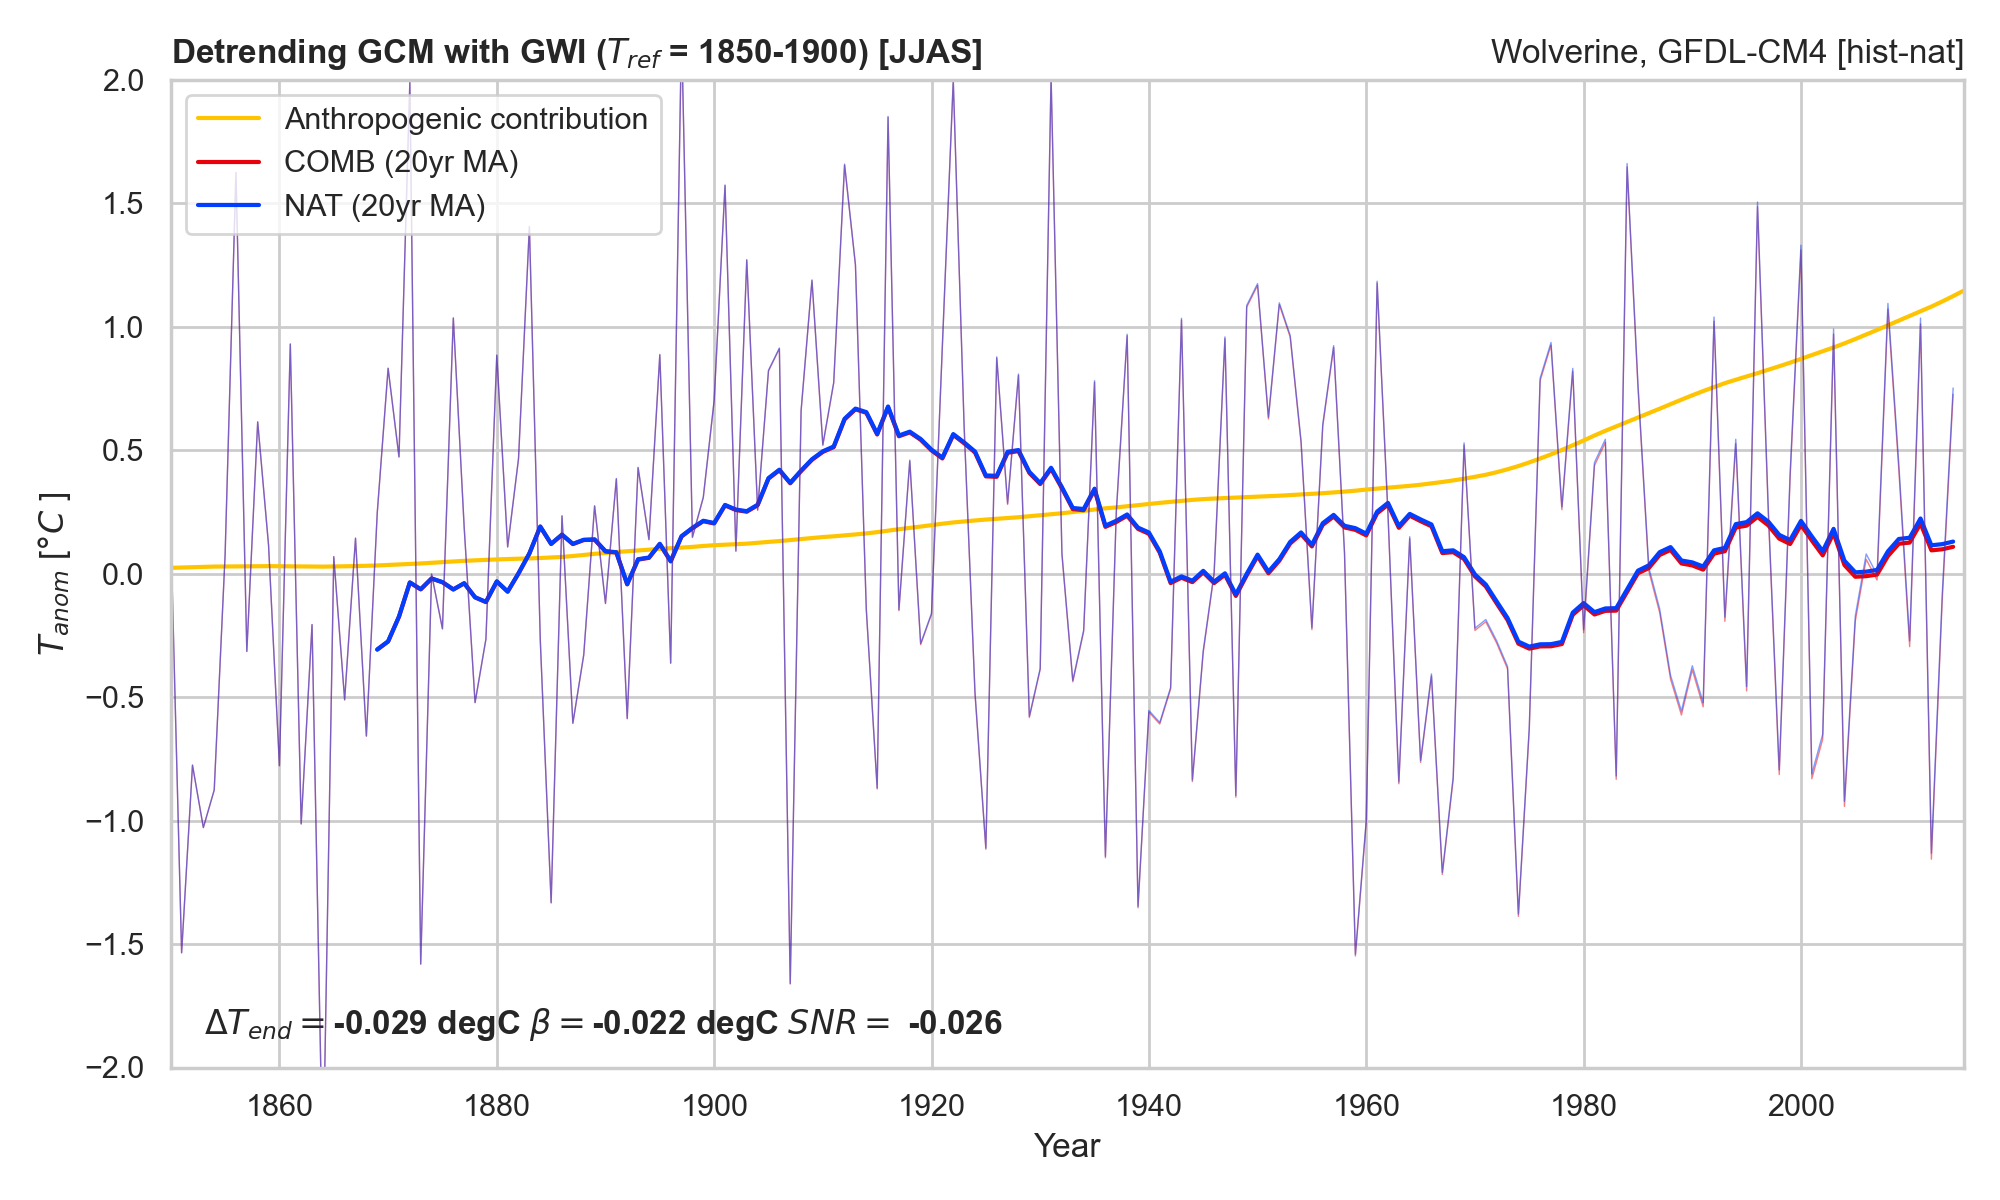 Detrending GCM with GWI (T_ref = 1850-1900) [JJAS]
Wolverine, GFDL-CM4 [hist-nat]
Anthropogenic contribution
COMB (20yr MA)
NAT (20yr MA)
2.0
1.5
1.0
0.5
0.0
−0.5
−1.0
−1.5
−2.0
T_anom [°C]
ΔT_end = -0.029 degC β = -0.022 degC SNR = -0.026
1860 1880 1900 1920 1940 1960 1980 2000
Year